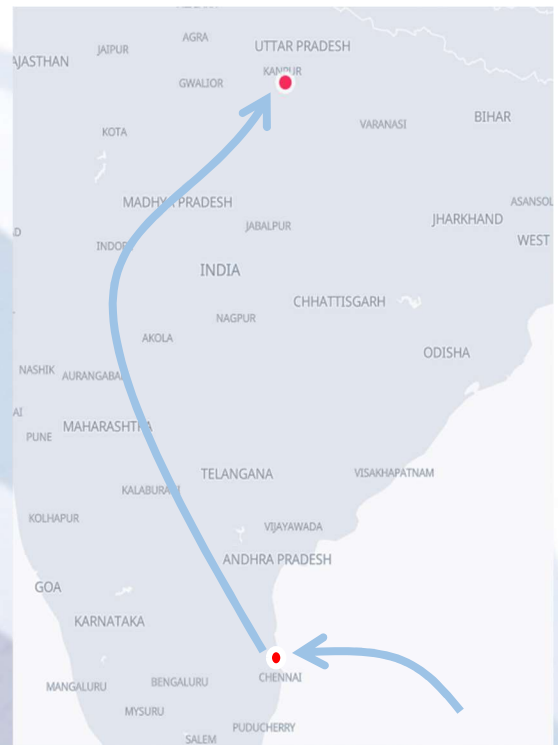 AGRA
UTTAR PRADESH
JAIPUR
AJASTHAN
KANPUR
GWALIOR
BIHAR
VARANASI
KOTA
MADHYA PRADESH
ASANSOL
JHARKHAND
JABALPUR
D
WEST
INDORE
INDIA
CHHATTISGARH
NAGPUR
AKOLA
ODISHA
NASHIK
AURANGABAD
AI
MAHARASHTRA
PUNE
TELANGANA
VISAKHAPATNAM
KALABURAGI
KOLHAPUR
VIJAYAWADA
ANDHRA PRADESH
GOA
KARNATAKA
CHENNAI
BENGALURU
MANGALURU
MYSURU
PUDUCHERRY
SALEM